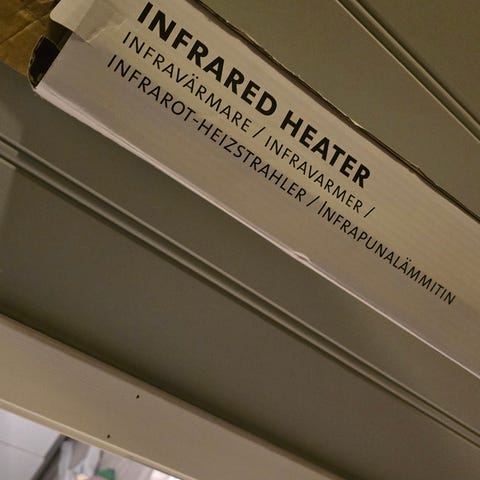 INFRARED HEATER
INFRAVÄRMARE / INFRAVARMER /
INFRAROT-HEIZSTRAHLER / INFRAPUNALÄMMITIN